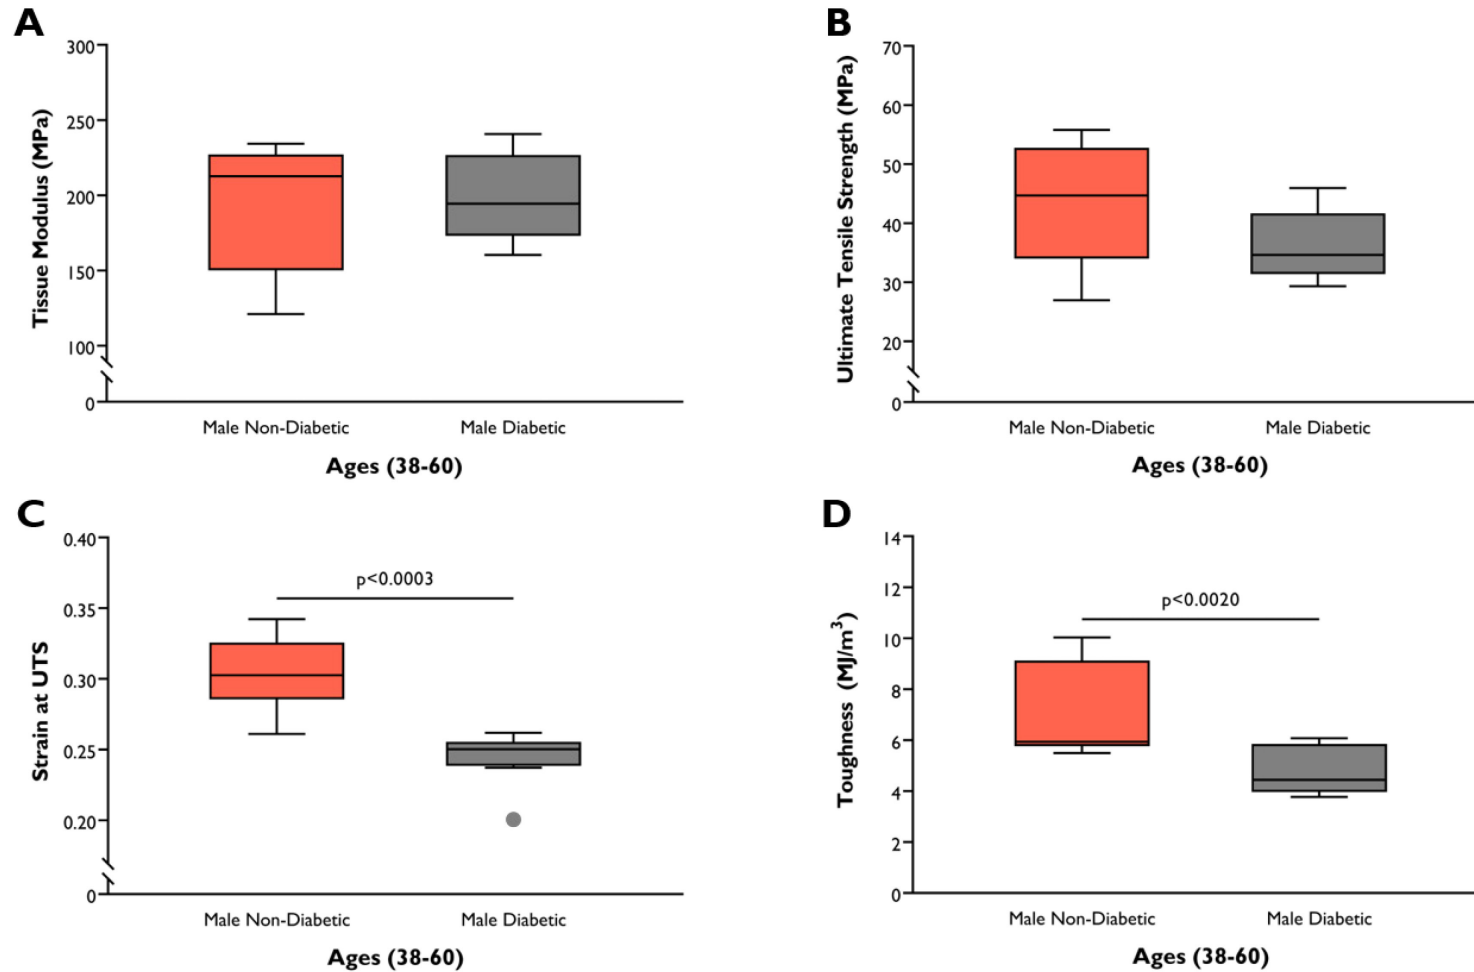 A
300
250
200
150
100
0
Tissue Modulus (MPa)
Male Non-Diabetic
Male Diabetic
Ages (38-60)
B
70
60
50
40
30
20
0
Ultimate Tensile Strength (MPa)
Male Non-Diabetic
Male Diabetic
Ages (38-60)
C
0.40
0.35
0.30
0.25
0.20
0
Strain at UTS
p<0.0003
Male Non-Diabetic
Male Diabetic
Ages (38-60)
D
14
12
10
8
6
4
2
0
Toughness (MJ/m³)
p<0.0020
Male Non-Diabetic
Male Diabetic
Ages (38-60)